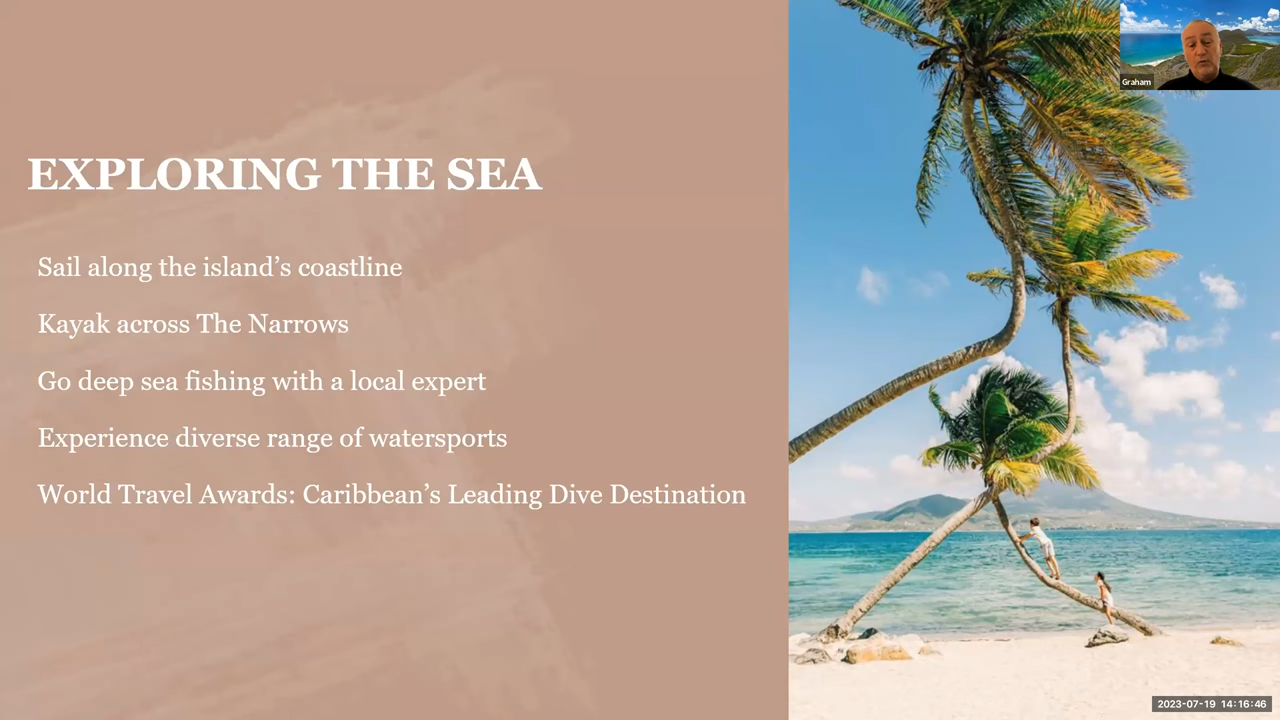 EXPLORING THE SEA
Sail along the island’s coastline
Kayak across The Narrows
Go deep sea fishing with a local expert
Experience diverse range of watersports
World Travel Awards: Caribbean’s Leading Dive Destination
Graham
2023-07-19 14:16:46